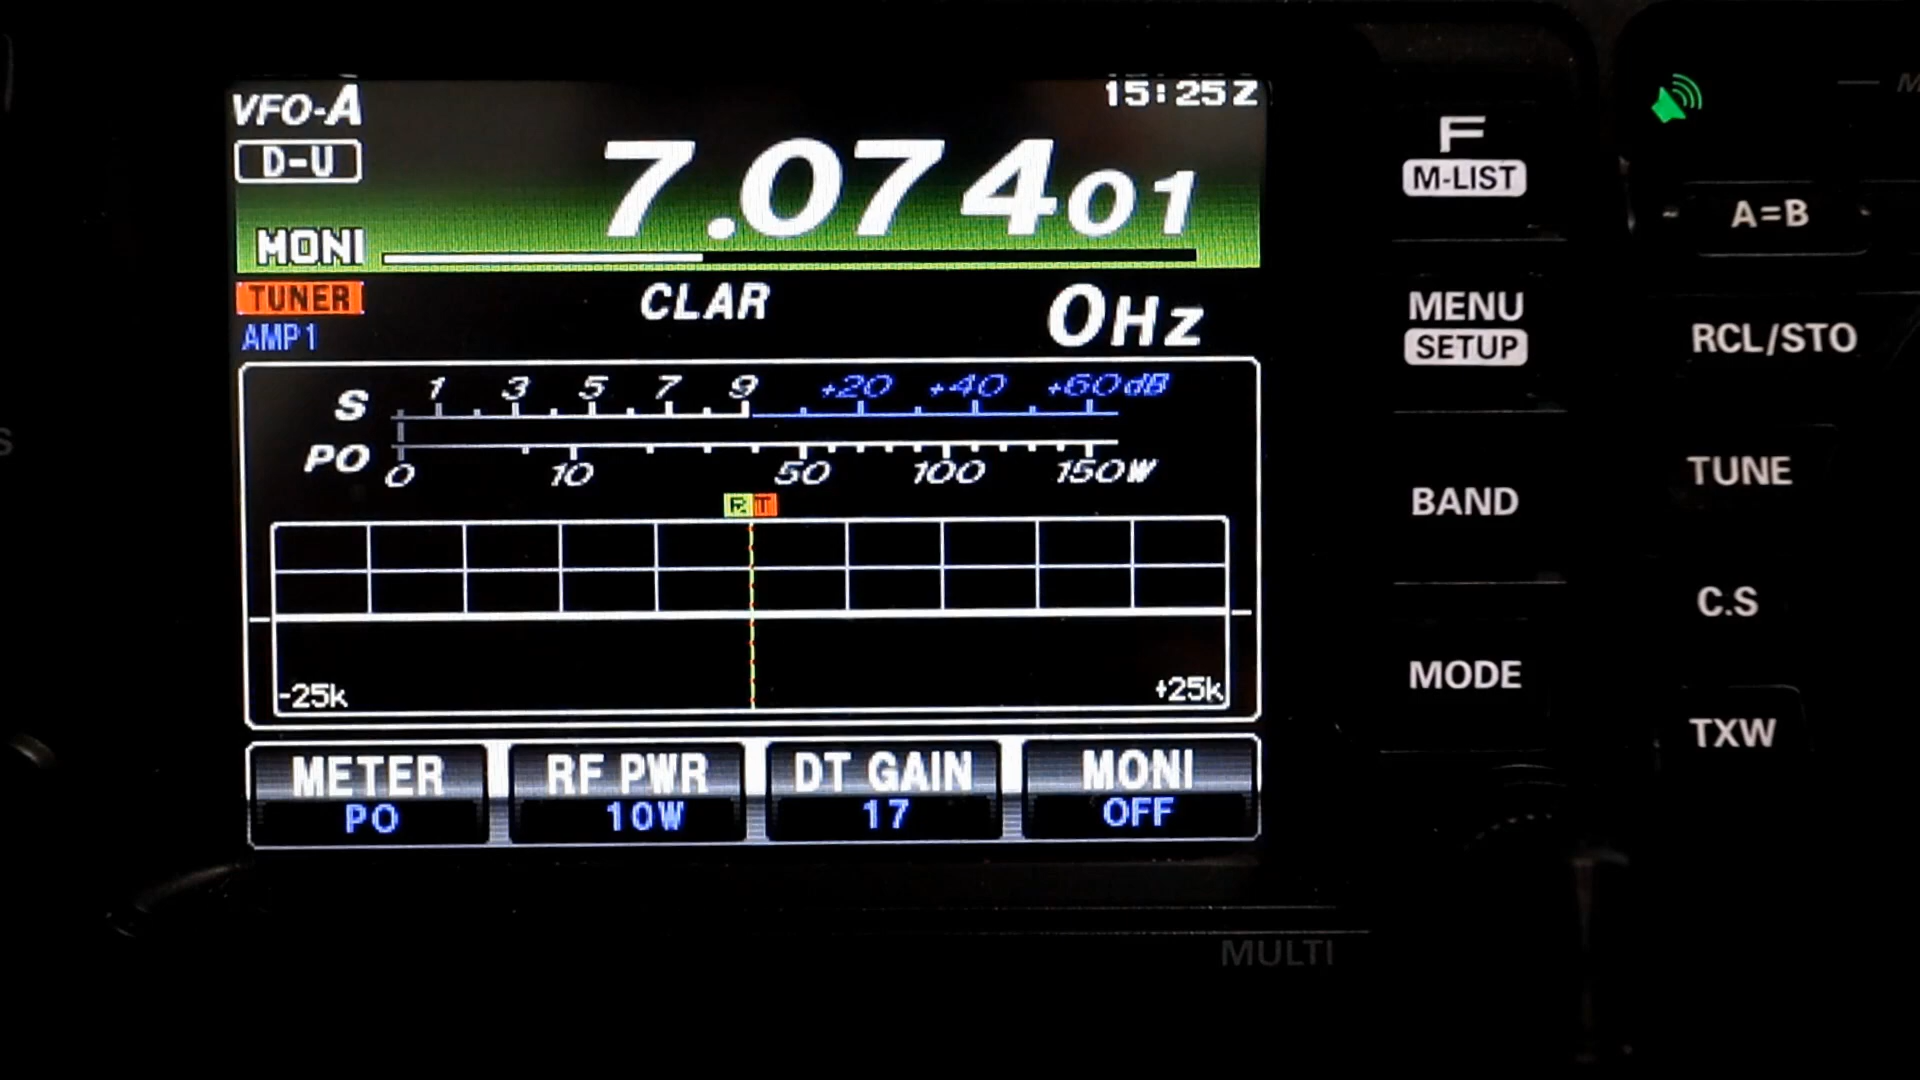 VFO-A
15:25Z
D-U
7.07401
MONI
TUNER
CLAR
0Hz
AMP1
S 1 3 5 7 9 +20 +40 +60dB
PO 0 10 50 100 150W
R T
-25k
+25k
METER
PO
RF PWR
10W
DT GAIN
17
MONI
OFF
F
M-LIST
MENU
SETUP
BAND
MODE
A=B
RCL/STO
TUNE
C.S
TXW
MULTI